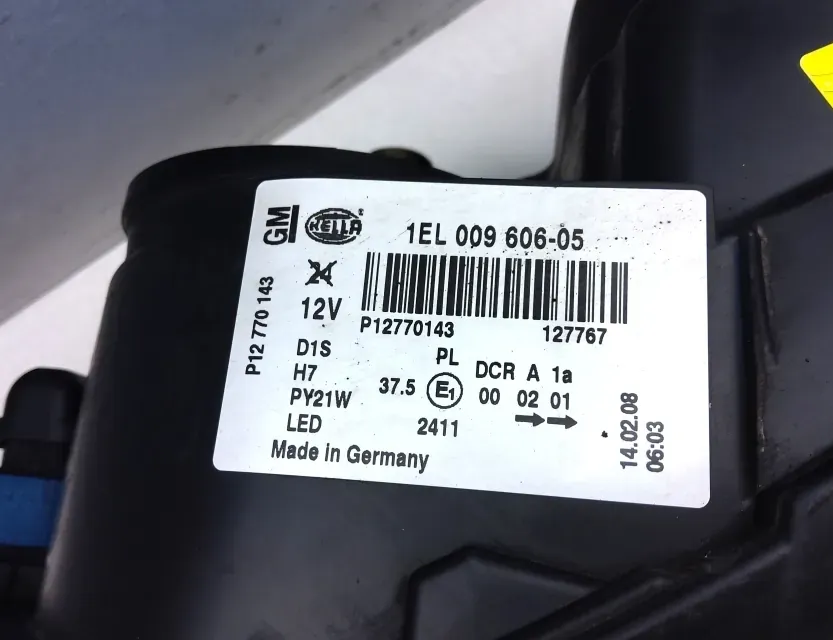 GM HELLA ®
1EL 009 606-05
24
12V
P12770143 127767
P12 770 143
D1S
H7
PY21W
LED
PL
37.5 E1
2411
DCR A 1a
00 02 01
→→
Made in Germany
14.02.08
06:03